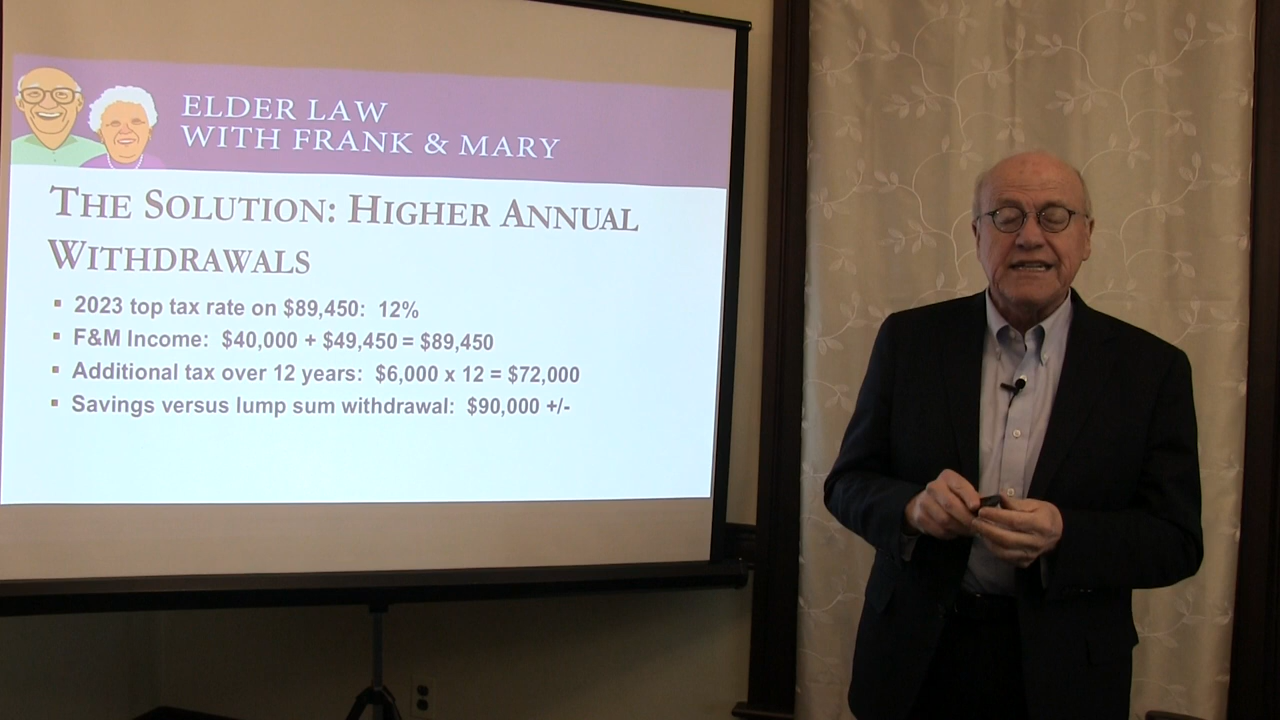 ELDER LAW
WITH FRANK & MARY
THE SOLUTION: HIGHER ANNUAL
WITHDRAWALS
▪ 2023 top tax rate on $89,450: 12%
▪ F&M Income: $40,000 + $49,450 = $89,450
▪ Additional tax over 12 years: $6,000 x 12 = $72,000
▪ Savings versus lump sum withdrawal: $90,000 +/-